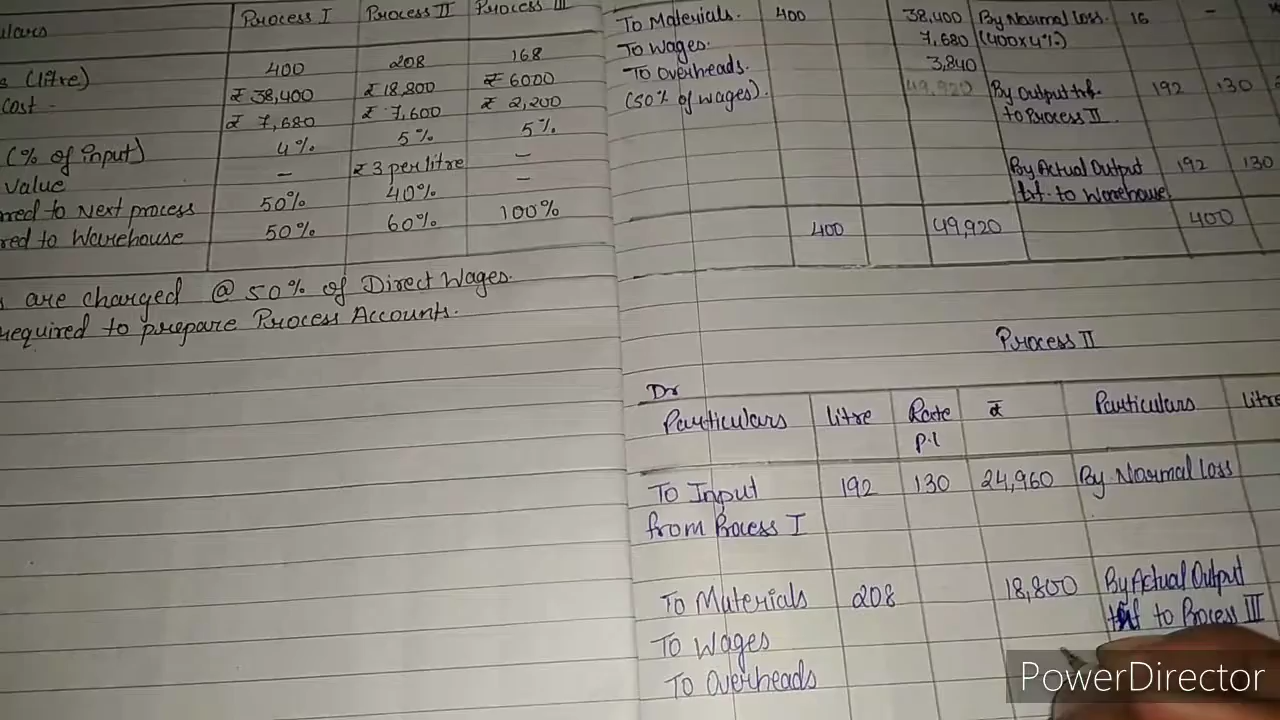 ulars Process I Process II Process III
s (litre) 400 208 168
Cost - ₹ 38,400 ₹ 18,800 ₹ 6000
₹ 7,680 ₹ 7,600 ₹ 2,200
(% of input) 4% 5% 5%
value - ₹ 3 per litre -
red to Next process 50% 40% -
red to Warehouse 50% 60% 100%
s are charged @ 50% of Direct Wages.
required to prepare Process Accounts.
To Materials. 400 38,400 By Normal Loss. 16 -
To Wages. 7,680 (400x4%)
To Overheads. 3,840
(50% of wages). 49,920 By Output trf. 192 130
to Process II
By Actual Output 192 130
trf. to Warehouse
400 49,920 400
Process II
Dr
Particulars litre Rate ₹ Particulars litre
p.l
To Input 192 130 24,960 By Normal Loss
from Process I
To Materials 208 18,800 By Actual Output
trf to Process III
To Wages
To Overheads
PowerDirector